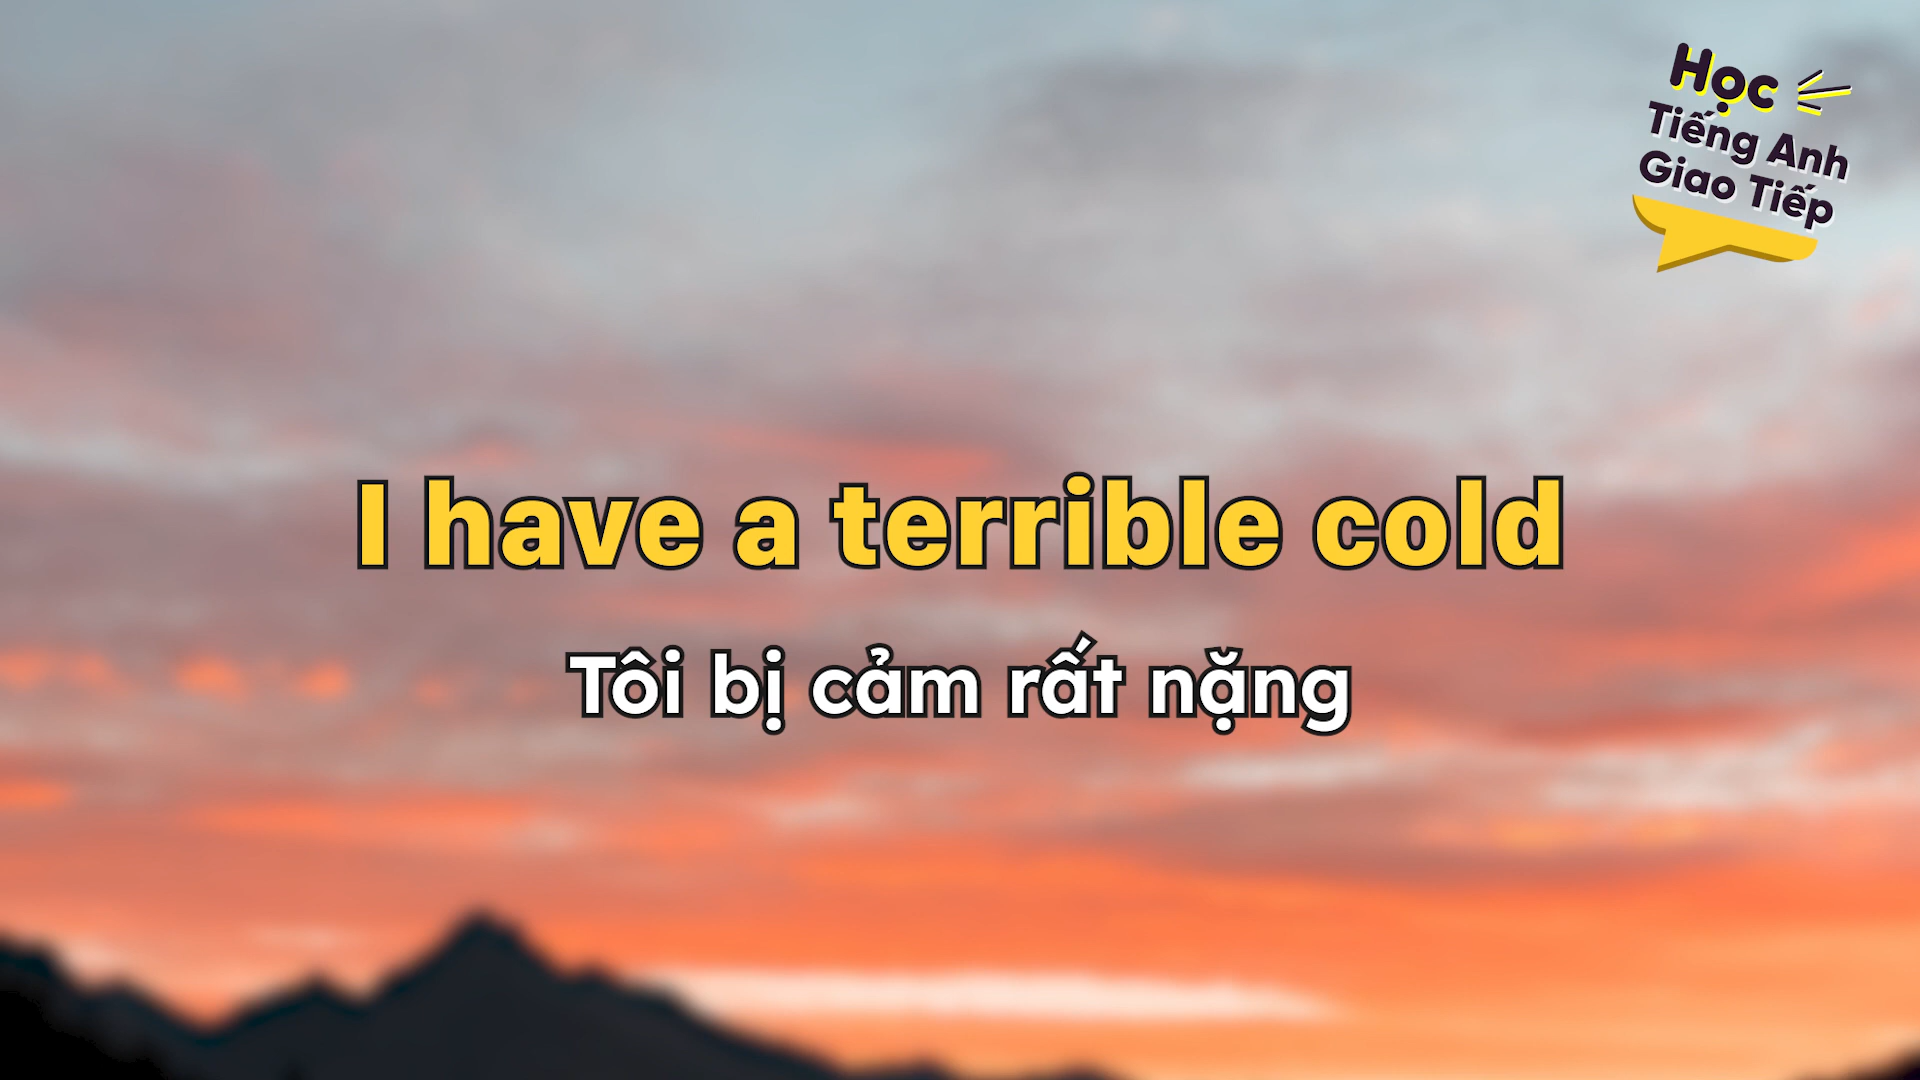 Học
Tiếng Anh
Giao Tiếp
I have a terrible cold
Tôi bị cảm rất nặng